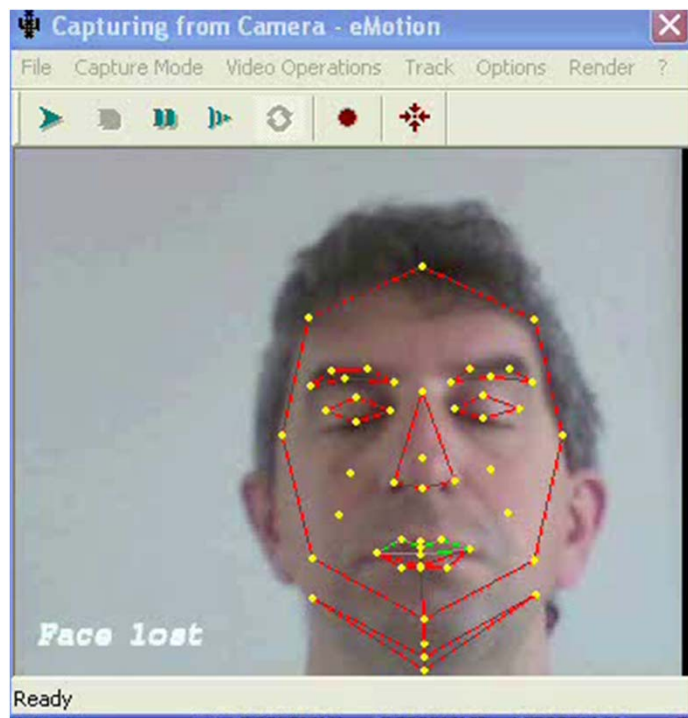 Capturing from Camera - eMotion
File Capture Mode Video Operations Track Options Render ?
Face lost
Ready